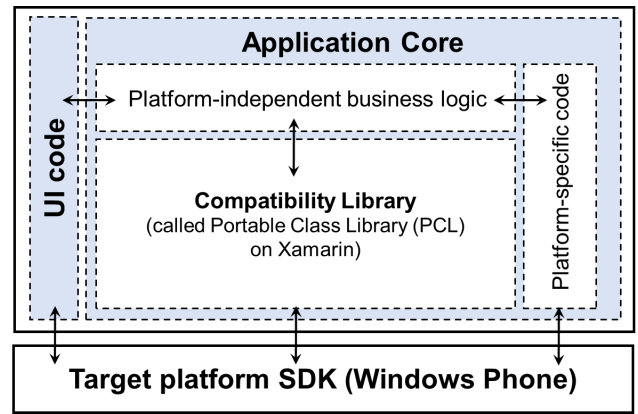 Application Core
UI code
Platform-independent business logic
Platform-specific code
Compatibility Library
(called Portable Class Library (PCL)
on Xamarin)
Target platform SDK (Windows Phone)